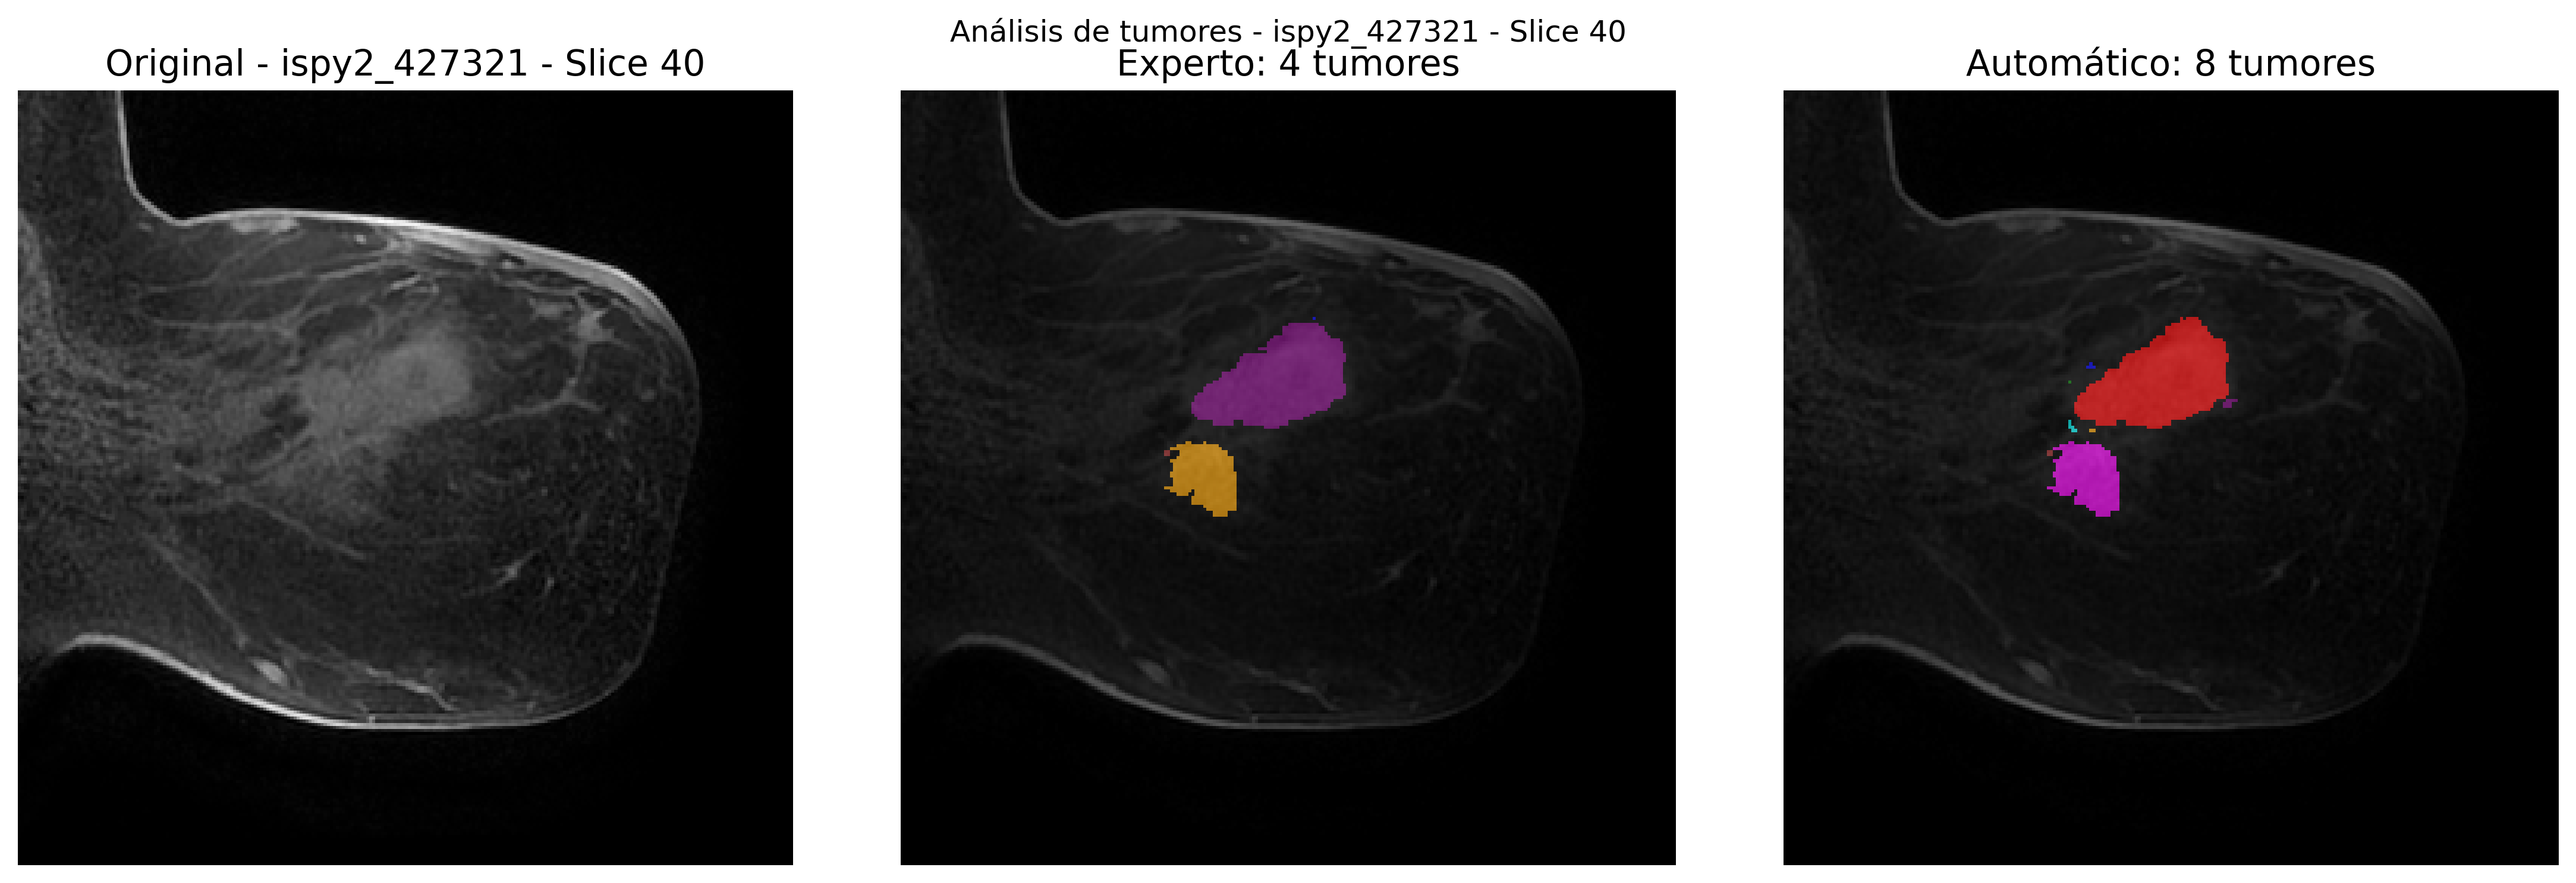 Análisis de tumores - ispy2_427321 - Slice 40
Original - ispy2_427321 - Slice 40
Experto: 4 tumores
Automático: 8 tumores